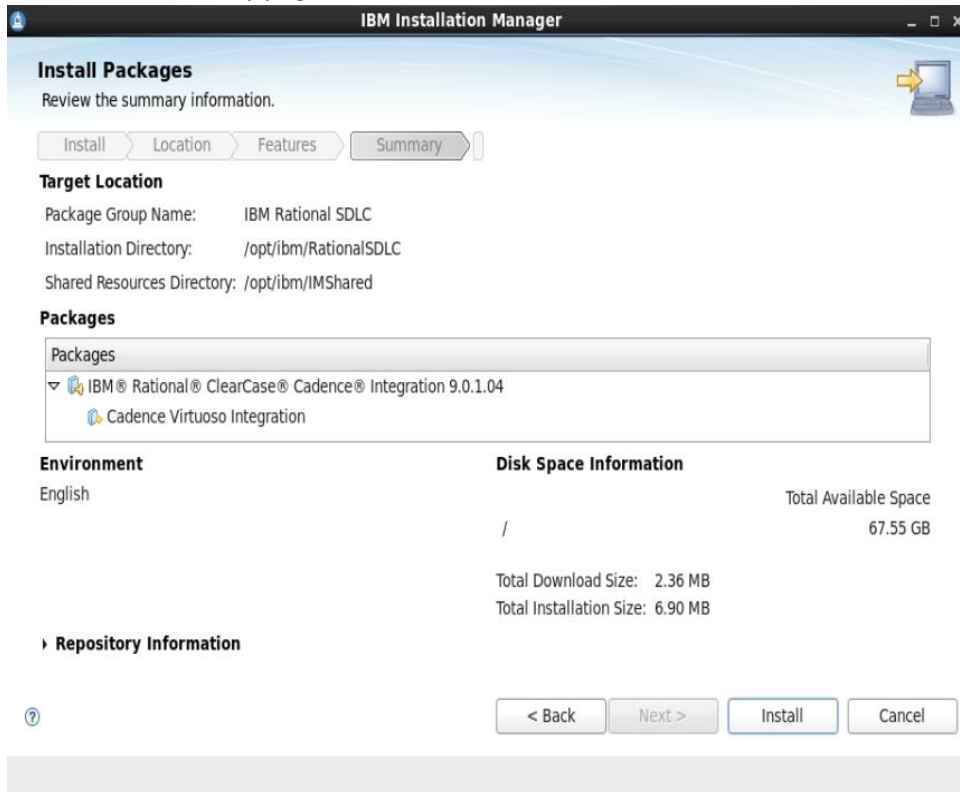 IBM Installation Manager
Install Packages
Review the summary information.
Install Location Features Summary
Target Location
Package Group Name: IBM Rational SDLC
Installation Directory: /opt/ibm/RationalSDLC
Shared Resources Directory: /opt/ibm/IMShared
Packages
Packages
IBM® Rational® ClearCase® Cadence® Integration 9.0.1.04
Cadence Virtuoso Integration
Environment
English
Disk Space Information
Total Available Space
/ 67.55 GB
Total Download Size: 2.36 MB
Total Installation Size: 6.90 MB
Repository Information
? < Back Next > Install Cancel